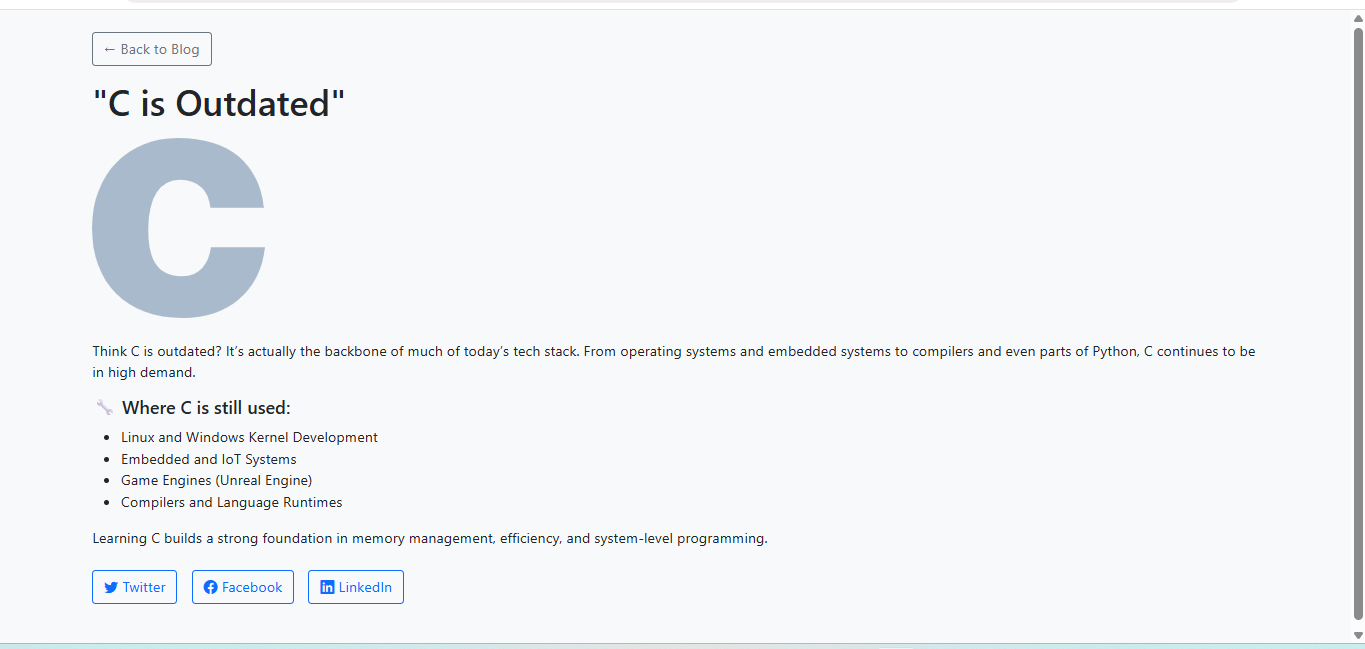 ← Back to Blog
"C is Outdated"
C
Think C is outdated? It’s actually the backbone of much of today’s tech stack. From operating systems and embedded systems to compilers and even parts of Python, C continues to be
in high demand.
Where C is still used:
• Linux and Windows Kernel Development
• Embedded and IoT Systems
• Game Engines (Unreal Engine)
• Compilers and Language Runtimes
Learning C builds a strong foundation in memory management, efficiency, and system-level programming.
Twitter Facebook LinkedIn